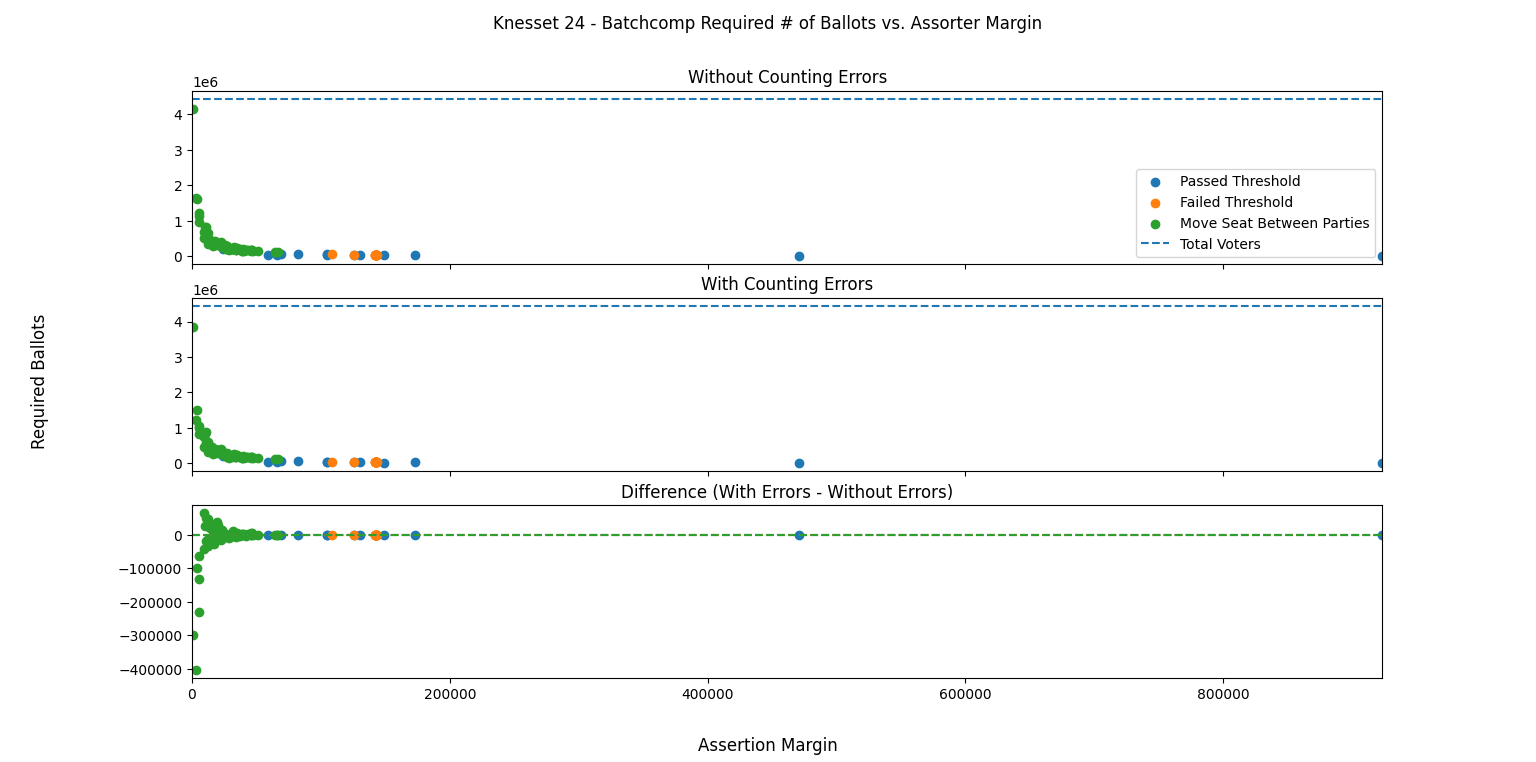 Knesset 24 - Batchcomp Required # of Ballots vs. Assorter Margin
Without Counting Errors
1e6
4
3
2
1
0
Passed Threshold
Failed Threshold
Move Seat Between Parties
Total Voters
With Counting Errors
1e6
4
3
2
1
0
Required Ballots
Difference (With Errors - Without Errors)
0
−100000
−200000
−300000
−400000
0
200000
400000
600000
800000
Assertion Margin